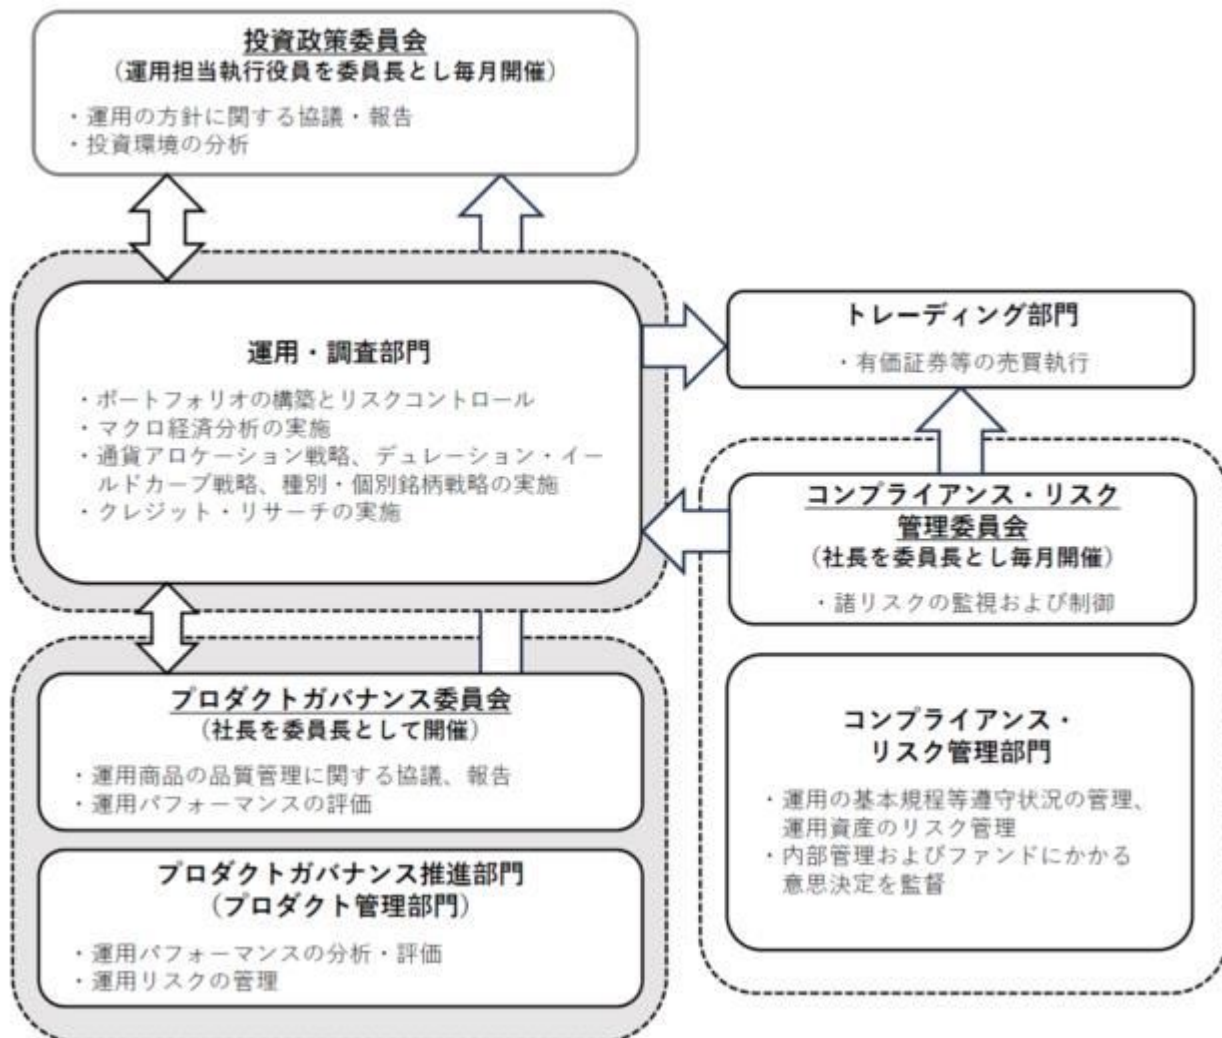 投資政策委員会
（運用担当執行役員を委員長とし毎月開催）
・運用の方針に関する協議・報告
・投資環境の分析
運用・調査部門
・ポートフォリオの構築とリスクコントロール
・マクロ経済分析の実施
・通貨アロケーション戦略、デュレーション・イー
ルドカーブ戦略、種別・個別銘柄戦略の実施
・クレジット・リサーチの実施
トレーディング部門
・有価証券等の売買執行
コンプライアンス・リスク
管理委員会
（社長を委員長とし毎月開催）
・諸リスクの監視および制御
プロダクトガバナンス委員会
（社長を委員長として開催）
・運用商品の品質管理に関する協議、報告
・運用パフォーマンスの評価
プロダクトガバナンス推進部門
（プロダクト管理部門）
・運用パフォーマンスの分析・評価
・運用リスクの管理
コンプライアンス・
リスク管理部門
・運用の基本規程等遵守状況の管理、
運用資産のリスク管理
・内部管理およびファンドにかかる
意思決定を監督